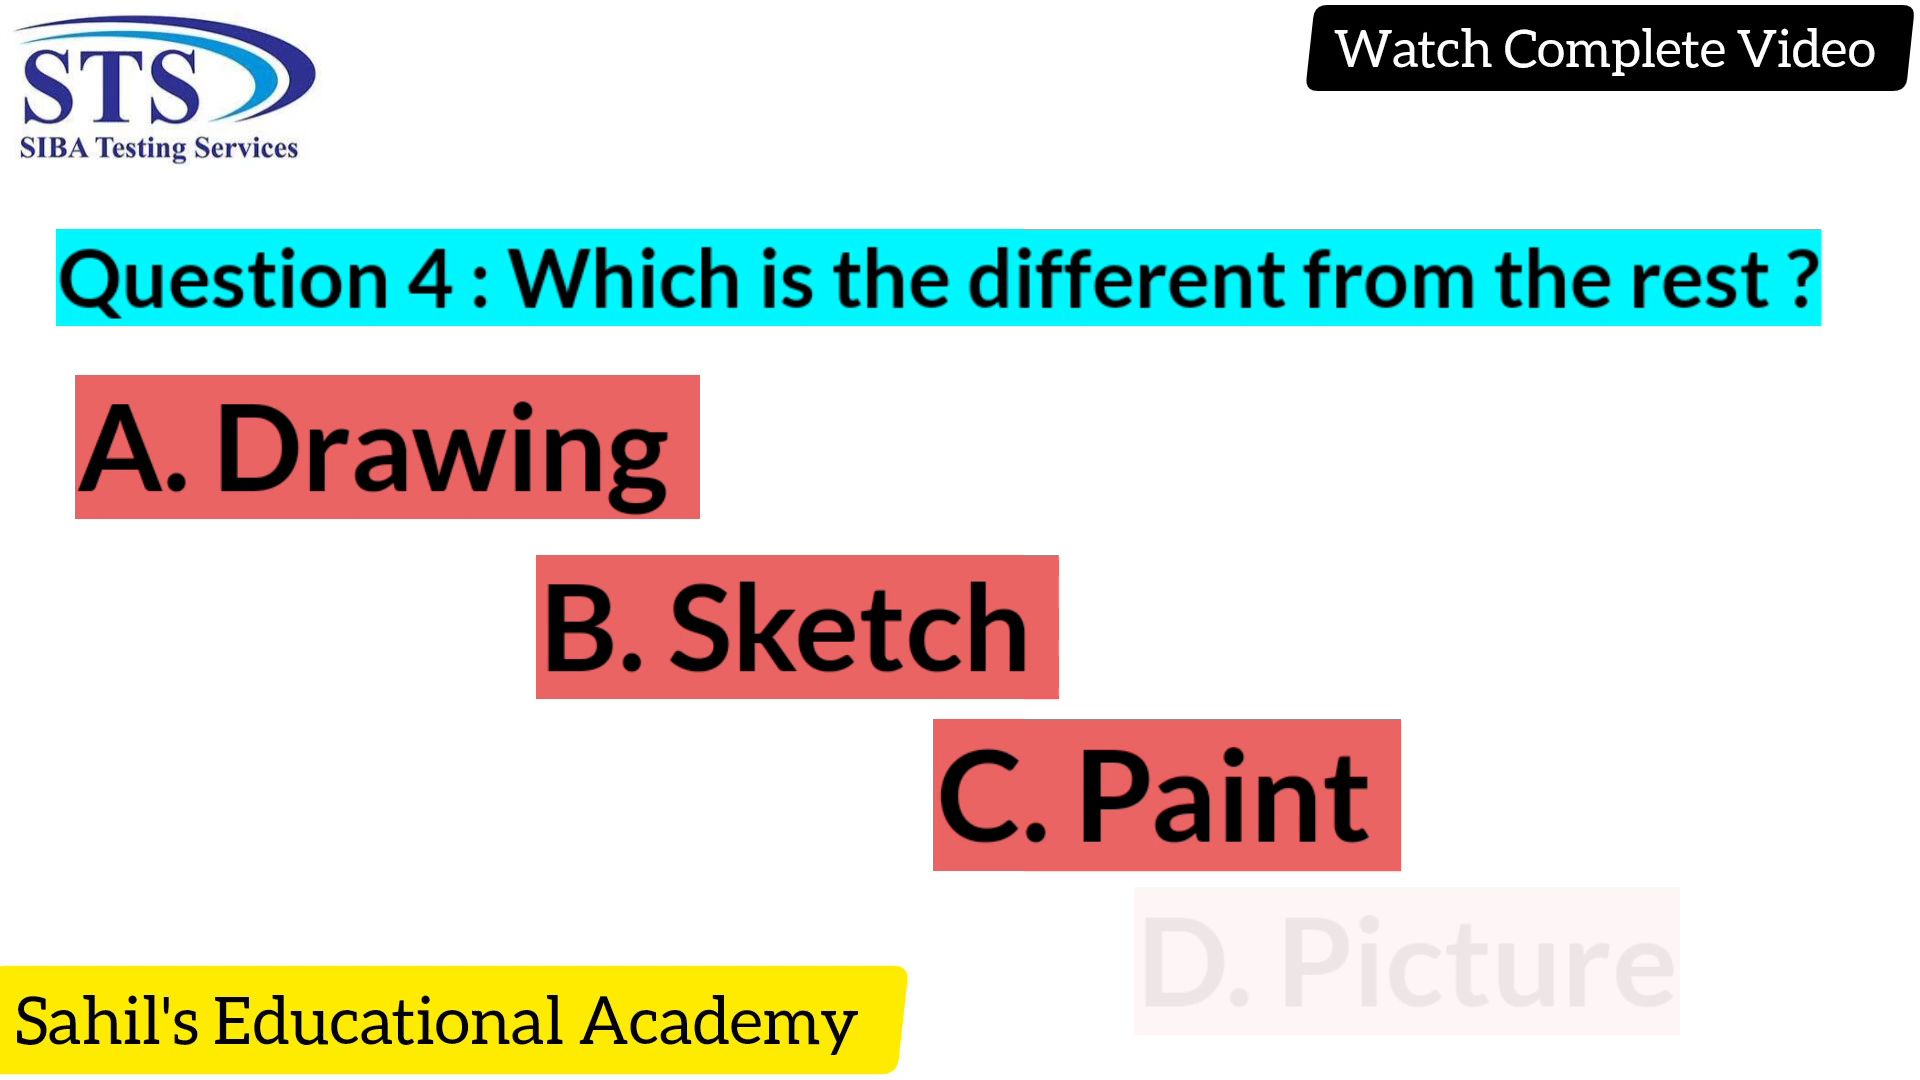 STS
SIBA Testing Services
Watch Complete Video
Question 4 : Which is the different from the rest ?
A. Drawing
B. Sketch
C. Paint
D. Picture
Sahil's Educational Academy